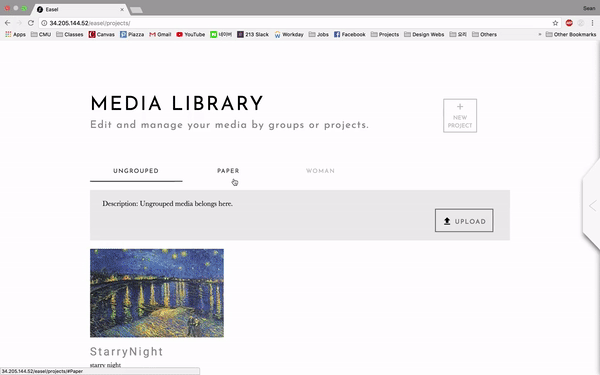 Easel
Sean
34.205.144.52/easel/projects/
Apps CMU Classes Canvas Piazza Gmail YouTube 네이버 213 Slack Workday Jobs Facebook Projects Design Webs 요리 Others » Other Bookmarks
MEDIA LIBRARY
Edit and manage your media by groups or projects.
+
NEW
PROJECT
UNGROUPED PAPER WOMAN
Description: Ungrouped media belongs here.
UPLOAD
StarryNight
starry night
34.205.144.52/easel/projects/#Paper